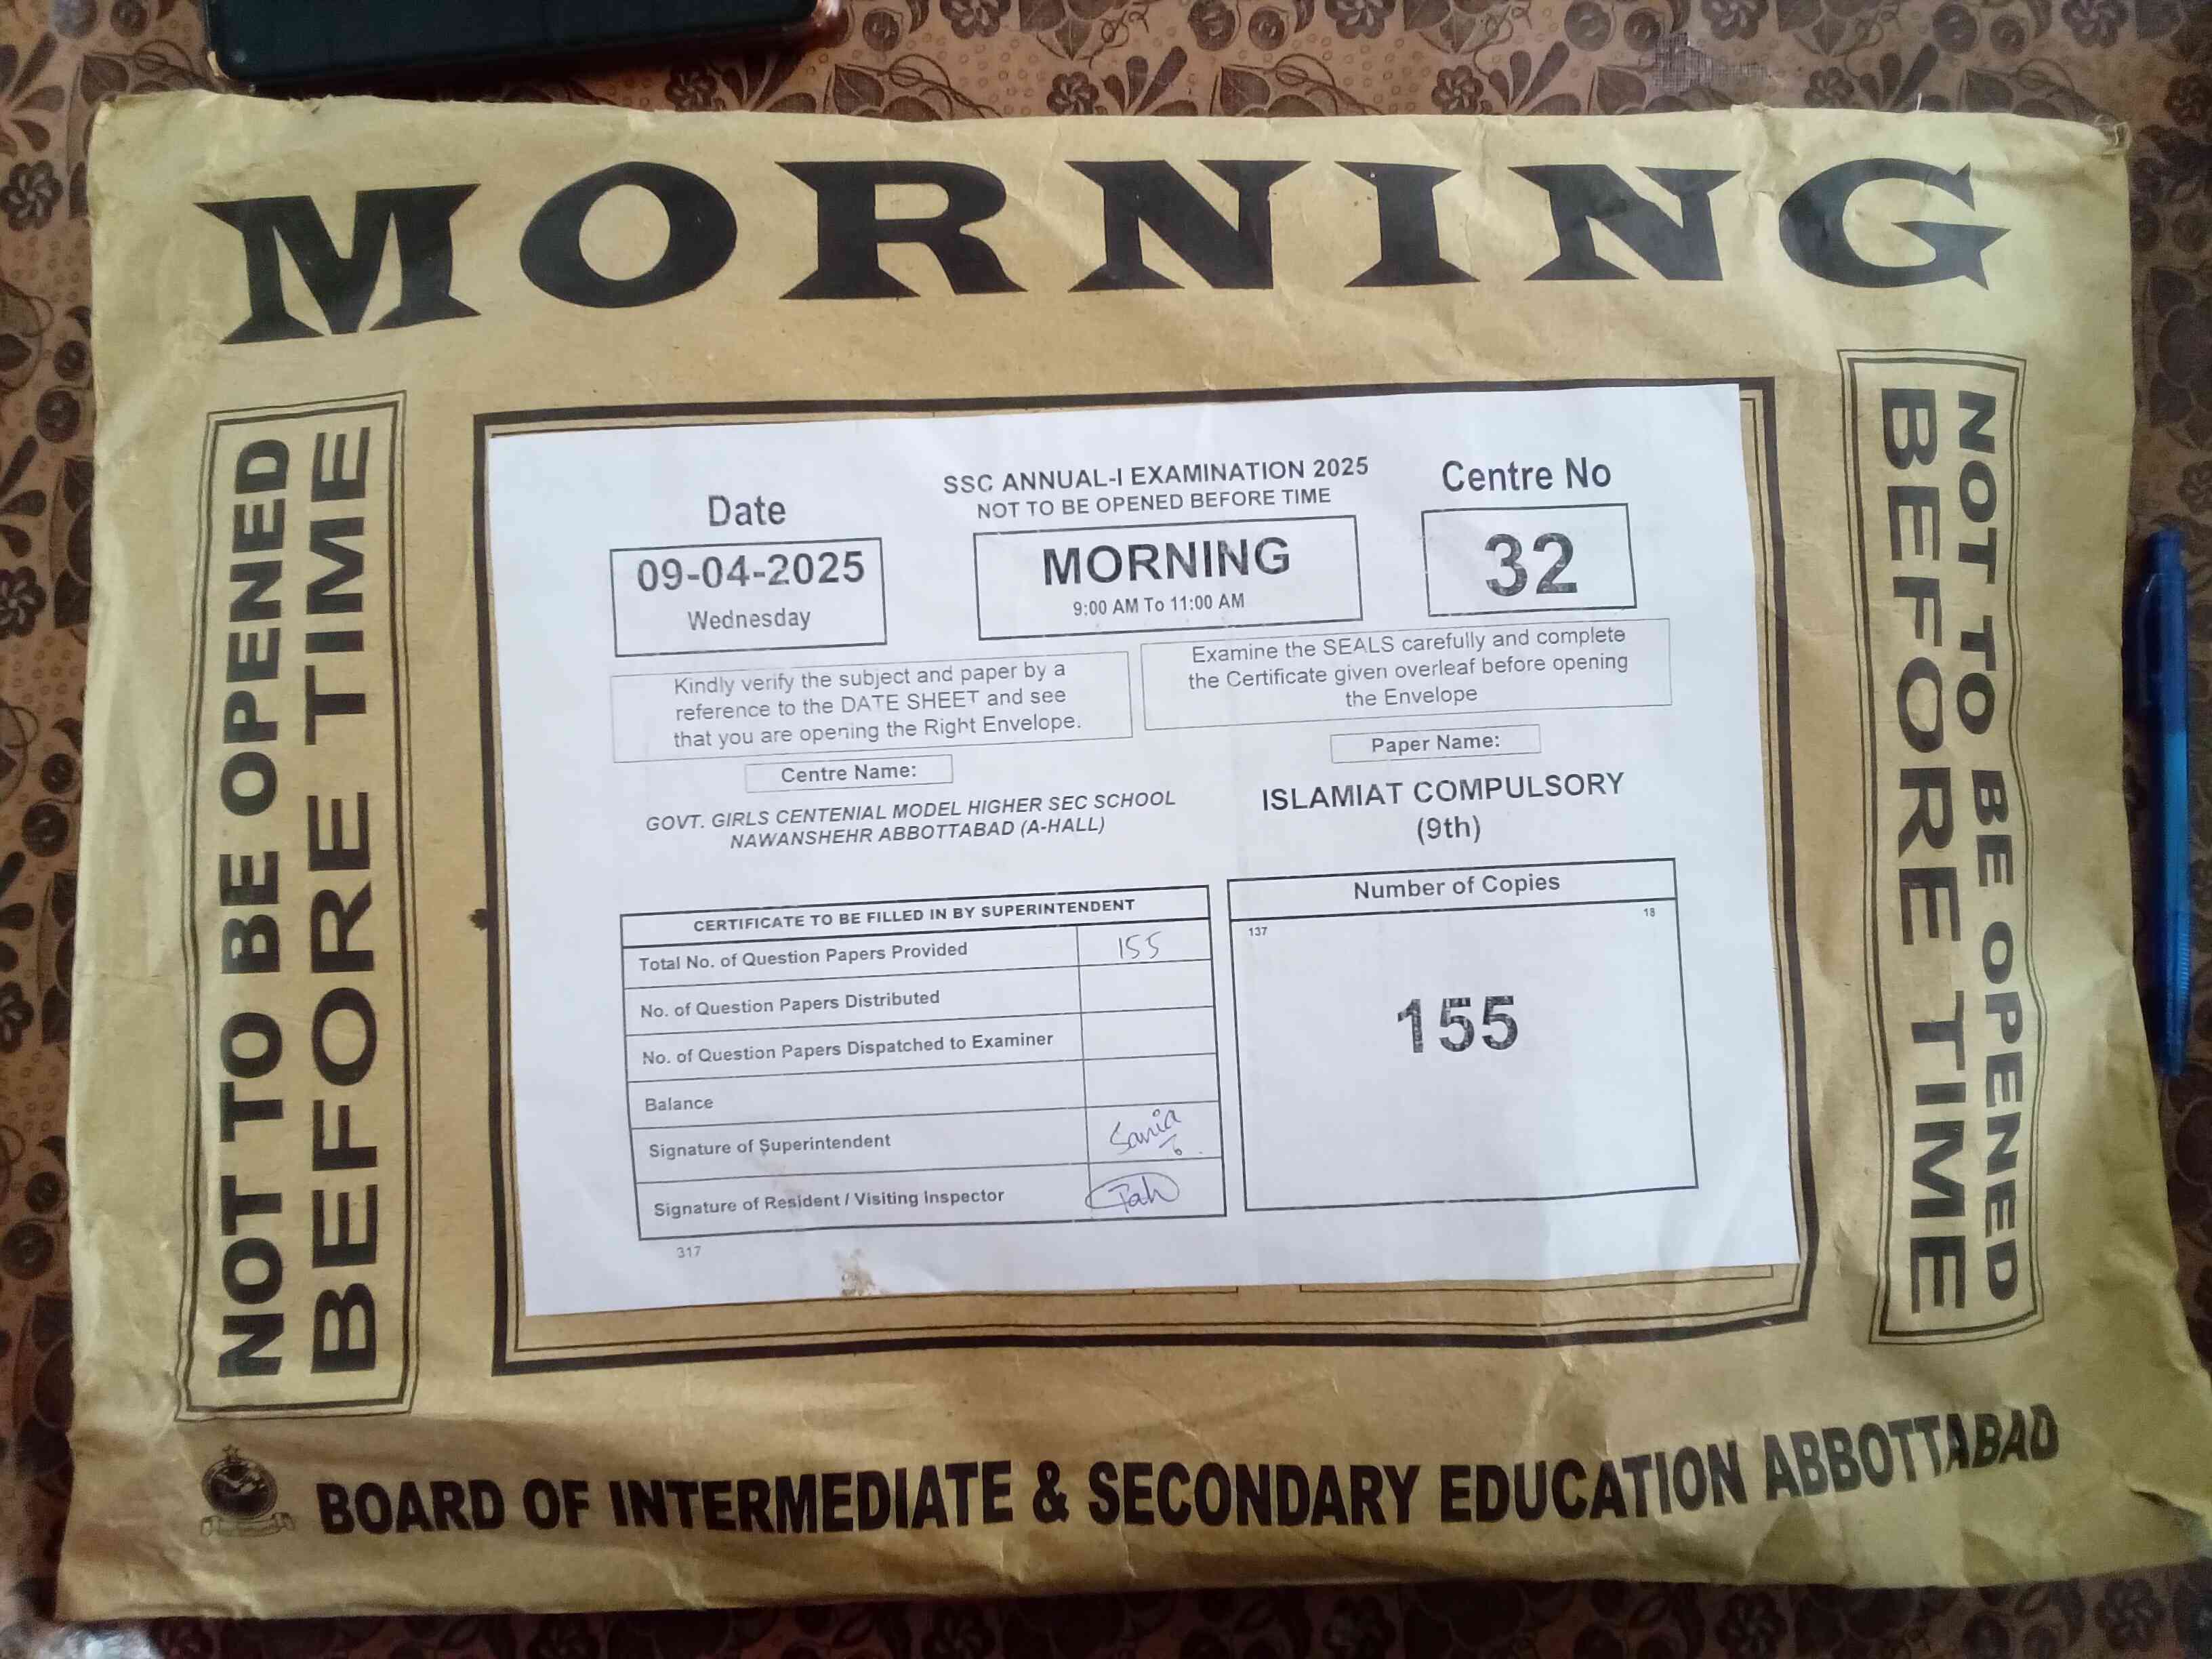 MORNING
NOT TO BE OPENED
BEFORE TIME
SSC ANNUAL-I EXAMINATION 2025
NOT TO BE OPENED BEFORE TIME
Date
09-04-2025
Wednesday
MORNING
9:00 AM To 11:00 AM
Centre No
32
Kindly verify the subject and paper by a
reference to the DATE SHEET and see
that you are opening the Right Envelope.
Examine the SEALS carefully and complete
the Certificate given overleaf before opening
the Envelope
Centre Name:
GOVT. GIRLS CENTENIAL MODEL HIGHER SEC SCHOOL
NAWANSHEHR ABBOTTABAD (A-HALL)
Paper Name:
ISLAMIAT COMPULSORY
(9th)
CERTIFICATE TO BE FILLED IN BY SUPERINTENDENT
Total No. of Question Papers Provided 155
No. of Question Papers Distributed
No. of Question Papers Dispatched to Examiner
Balance
Signature of Superintendent Sania
Signature of Resident / Visiting Inspector
317
Number of Copies
137 18
155
NOT TO BE OPENED
BEFORE TIME
BOARD OF INTERMEDIATE & SECONDARY EDUCATION ABBOTTABAD